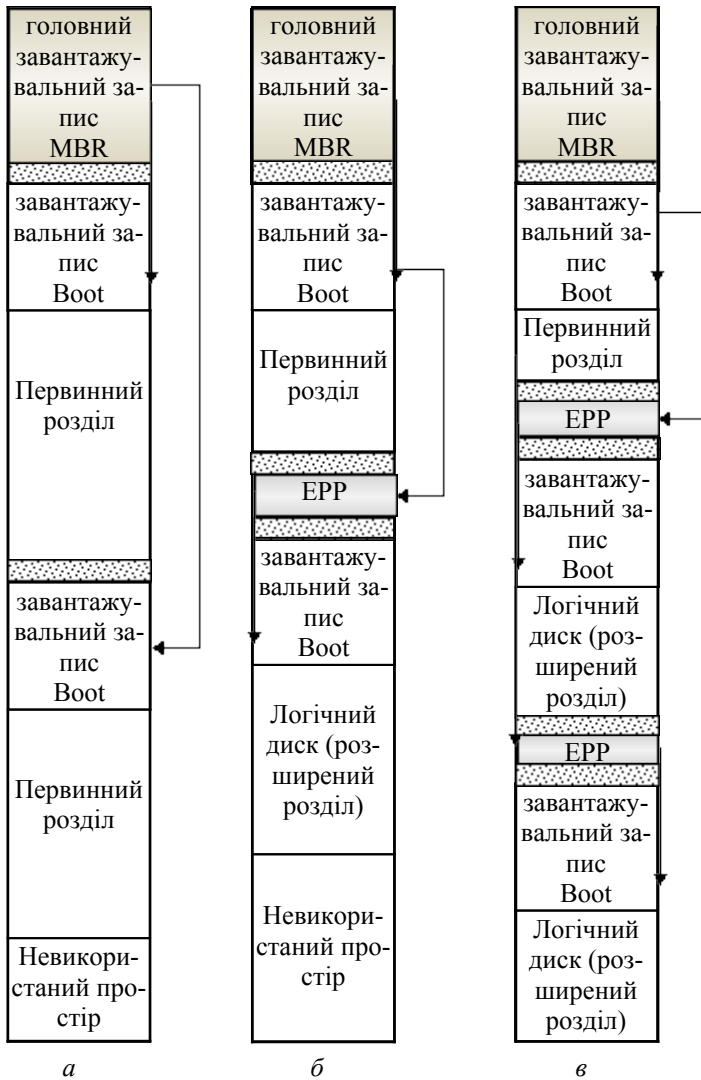 головний
завантажу-
вальний за-
пис
MBR
завантажу-
вальний за-
пис
Boot
Первинний
розділ
завантажу-
вальний за-
пис
Boot
Первинний
розділ
Невикори-
станий про-
стір
а
головний
завантажу-
вальний за-
пис
MBR
завантажу-
вальний за-
пис
Boot
Первинний
розділ
EPP
завантажу-
вальний за-
пис
Boot
Логічний
диск (роз-
ширений
розділ)
Невикори-
станий про-
стір
б
головний
завантажу-
вальний за-
пис
MBR
завантажу-
вальний за-
пис
Boot
Первинний
розділ
EPP
завантажу-
вальний за-
пис
Boot
Логічний
диск (роз-
ширений
розділ)
EPP
завантажу-
вальний за-
пис
Boot
Логічний
диск (роз-
ширений
розділ)
в